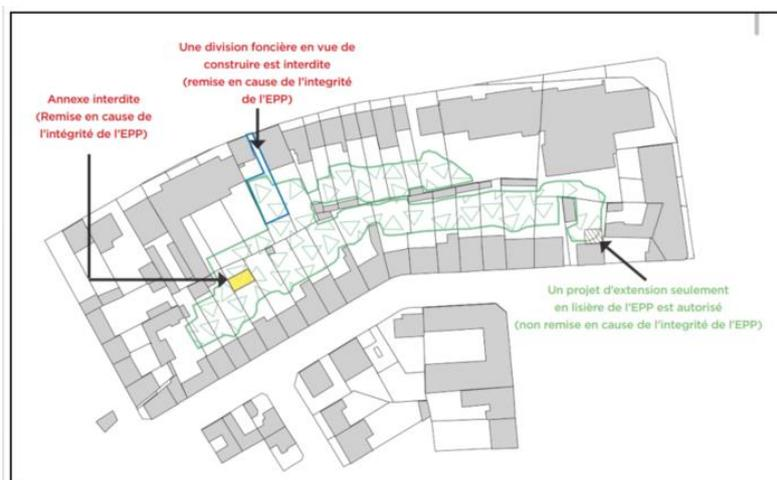 Une division foncière en vue de
construire est interdite
(remise en cause de l'integrité
de l'EPP)
Annexe interdite
(Remise en cause de
l'intégrité de l'EPP)
Un projet d'extension seulement
en lisière de l'EPP est autorisé
(non remise en cause de l'integrité de l'EPP)